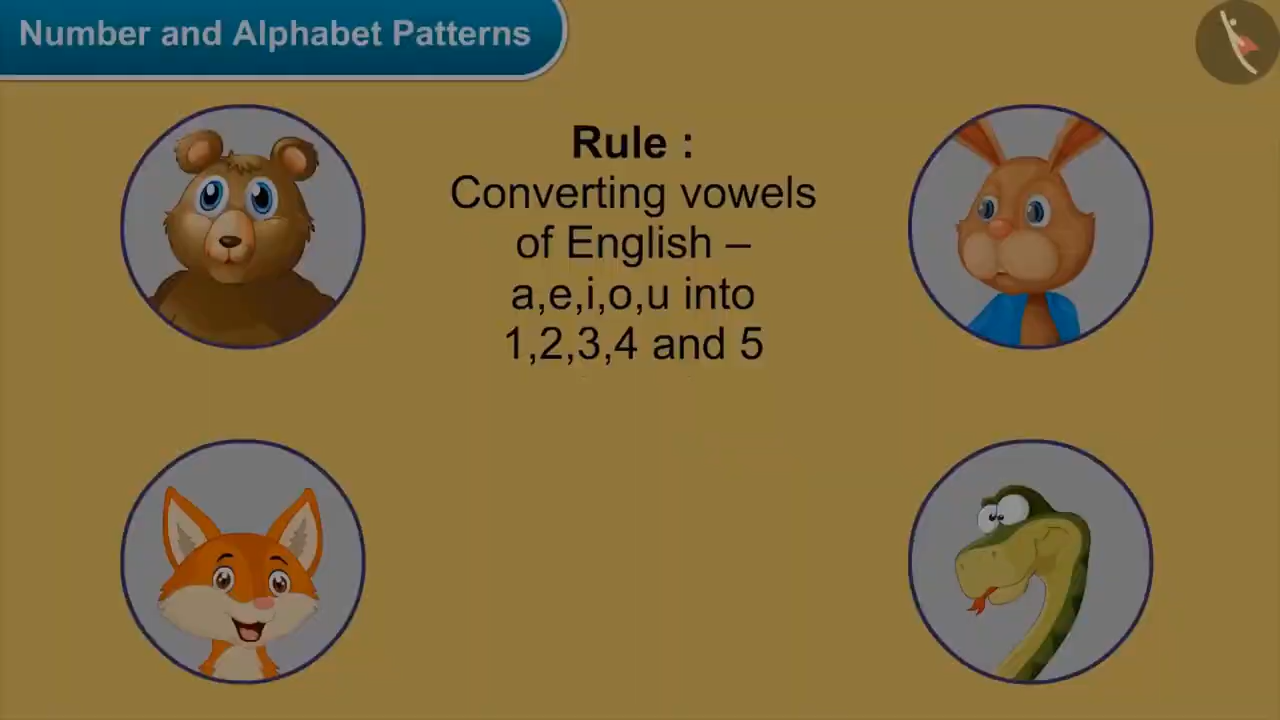 Number and Alphabet Patterns
Rule :
Converting vowels
of English –
a,e,i,o,u into
1,2,3,4 and 5